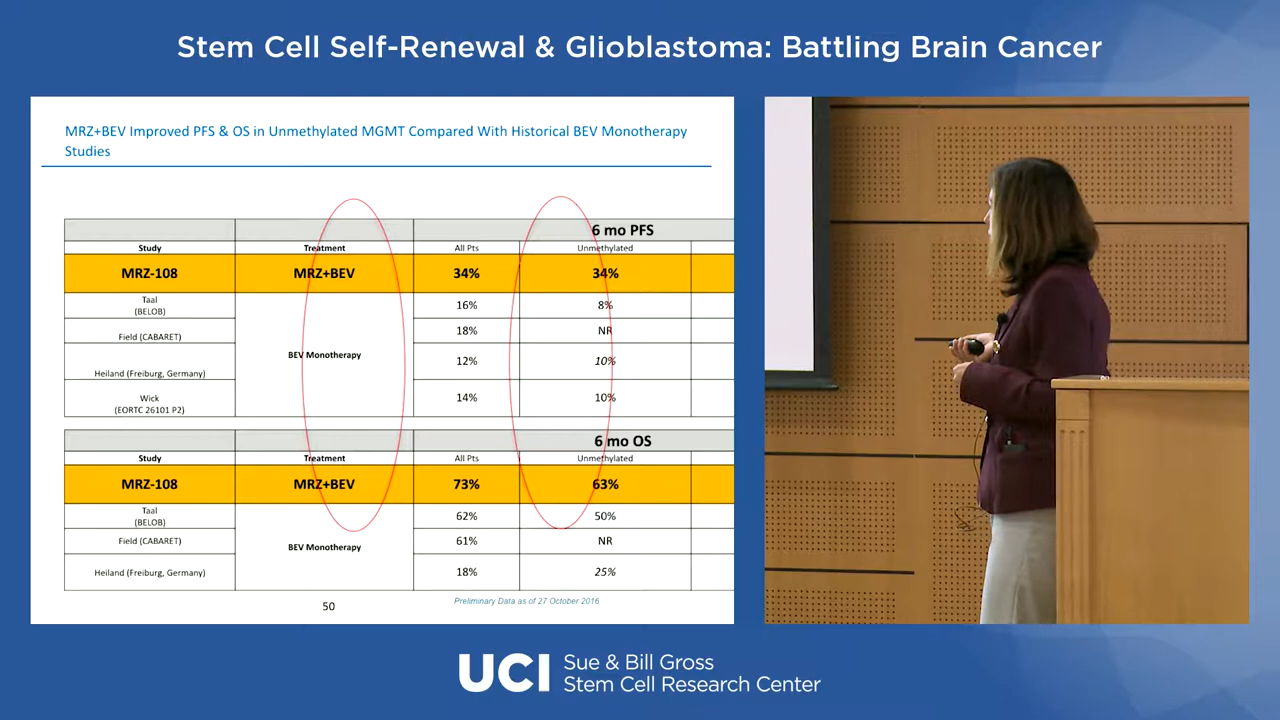 Stem Cell Self-Renewal & Glioblastoma: Battling Brain Cancer
MRZ+BEV Improved PFS & OS in Unmethylated MGMT Compared With Historical BEV Monotherapy
Studies
6 mo PFS
Study Treatment All Pts Unmethylated
MRZ-108 MRZ+BEV 34% 34%
Taal
(BELOB)
16% 8%
Field (CABARET) 18% NR
BEV Monotherapy
Heiland (Freiburg, Germany) 12% 10%
Wick
(EORTC 26101 P2)
14% 10%
6 mo OS
Study Treatment All Pts Unmethylated
MRZ-108 MRZ+BEV 73% 63%
Taal
(BELOB)
62% 50%
Field (CABARET) 61% NR
BEV Monotherapy
Heiland (Freiburg, Germany) 18% 25%
50
Preliminary Data as of 27 October 2016
UCI
Sue & Bill Gross
Stem Cell Research Center